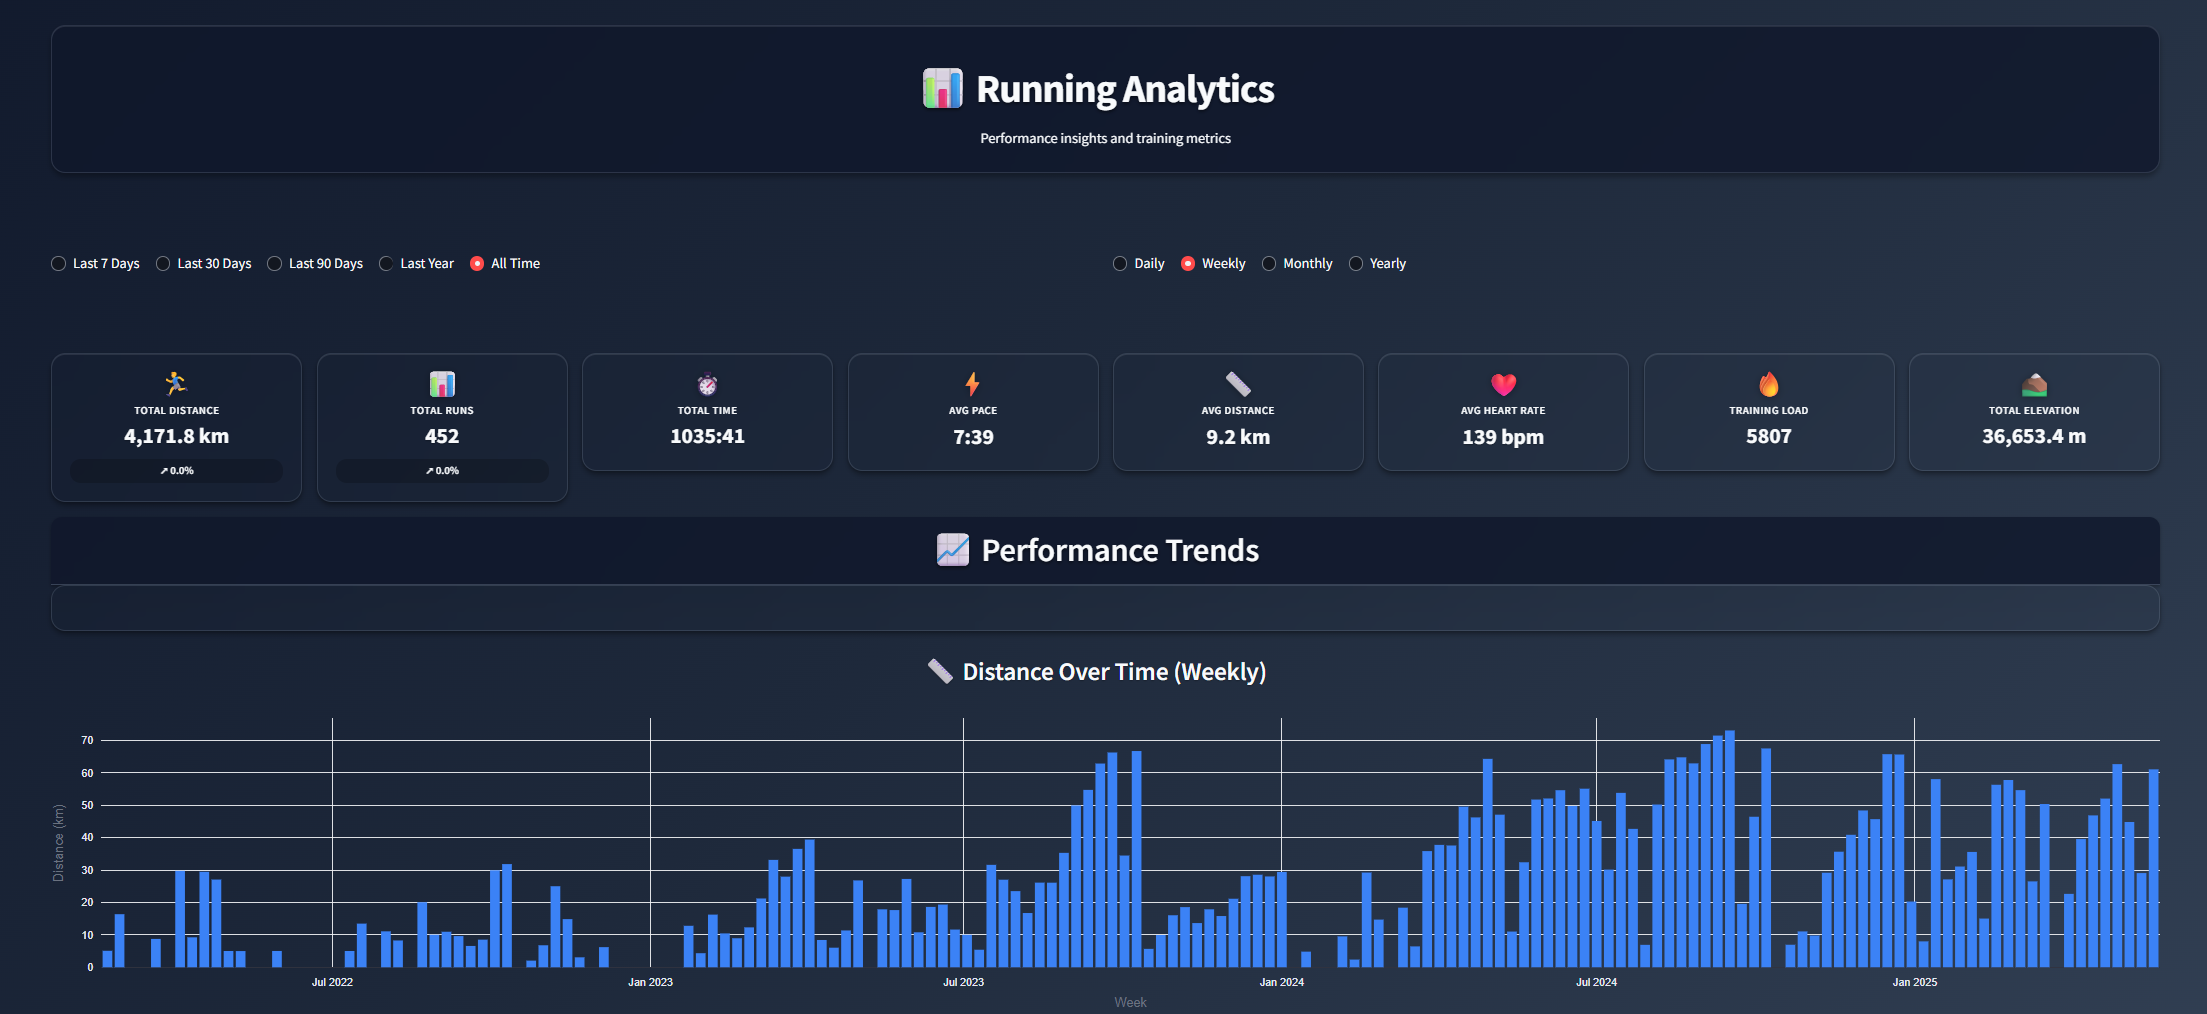 Running Analytics
Performance insights and training metrics
Last 7 Days Last 30 Days Last 90 Days Last Year All Time
Daily Weekly Monthly Yearly
TOTAL DISTANCE
4,171.8 km
↗ 0.0%
TOTAL RUNS
452
↗ 0.0%
TOTAL TIME
1035:41
AVG PACE
7:39
AVG DISTANCE
9.2 km
AVG HEART RATE
139 bpm
TRAINING LOAD
5807
TOTAL ELEVATION
36,653.4 m
Performance Trends
Distance Over Time (Weekly)
Distance (km)
70
60
50
40
30
20
10
0
Jul 2022 Jan 2023 Jul 2023 Jan 2024 Jul 2024 Jan 2025
Week